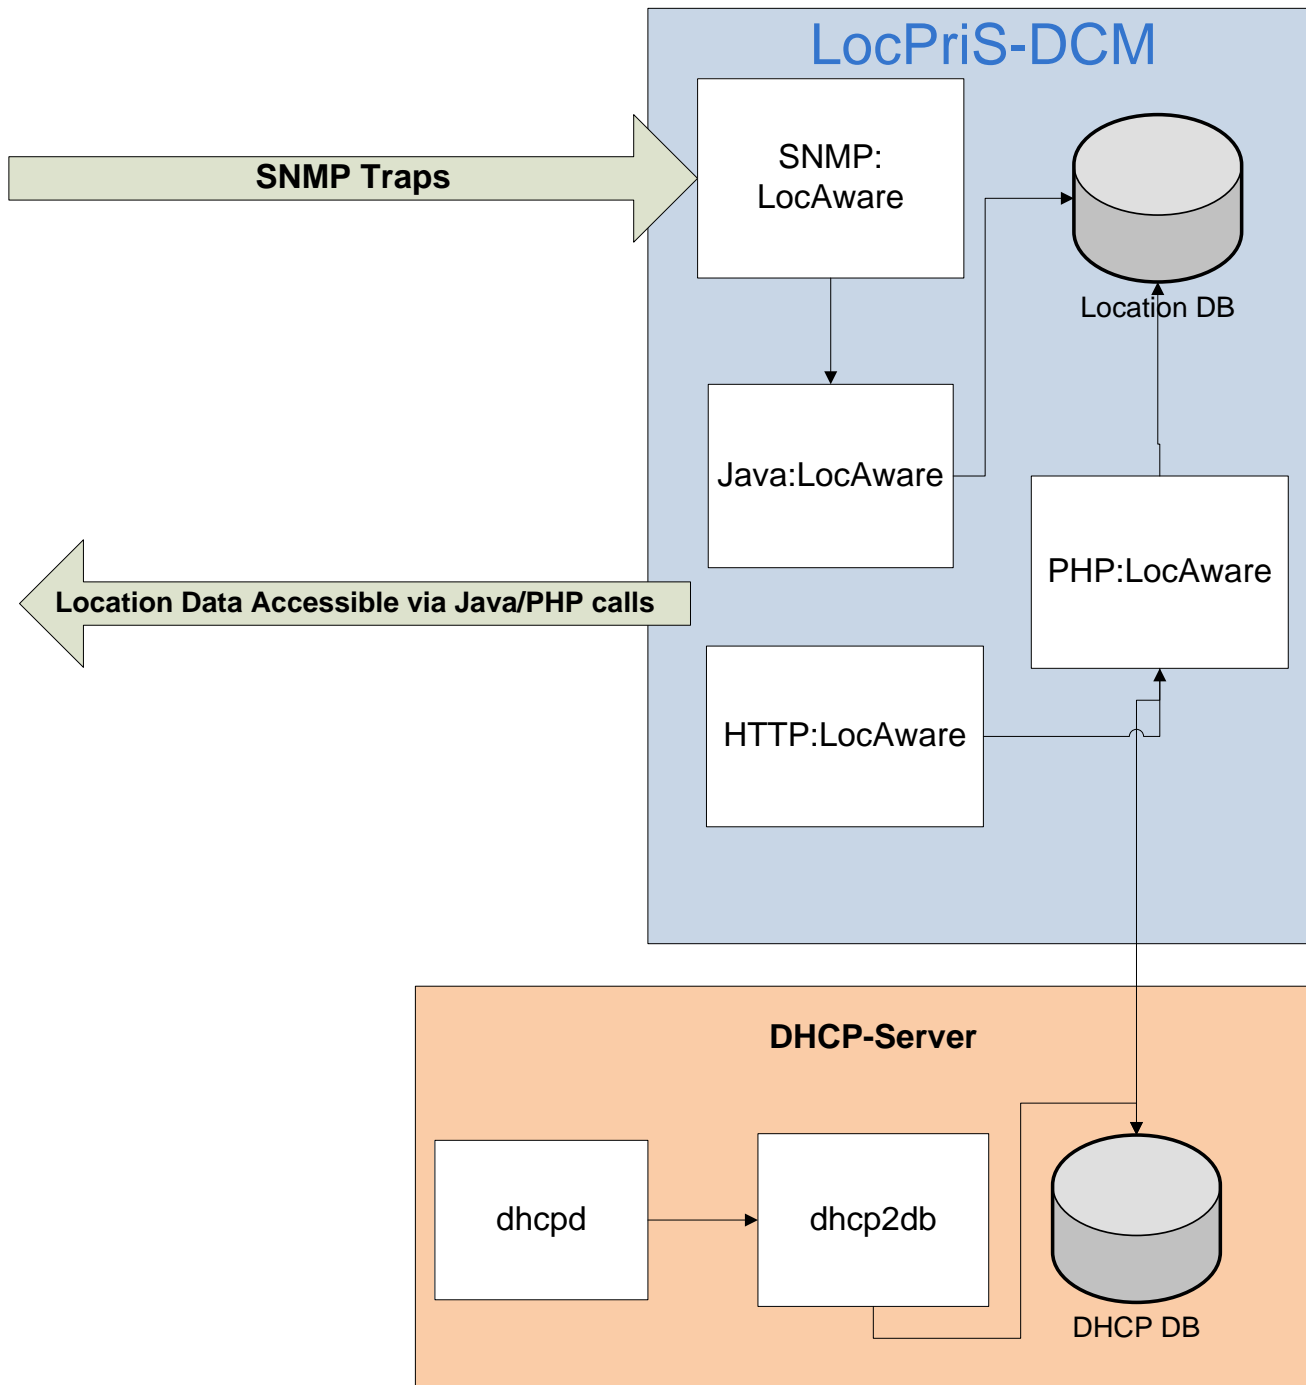 LocPriS-DCM
SNMP Traps
SNMP:
LocAware
Location DB
Java:LocAware
PHP:LocAware
Location Data Accessible via Java/PHP calls
HTTP:LocAware
DHCP-Server
dhcpd
dhcp2db
DHCP DB